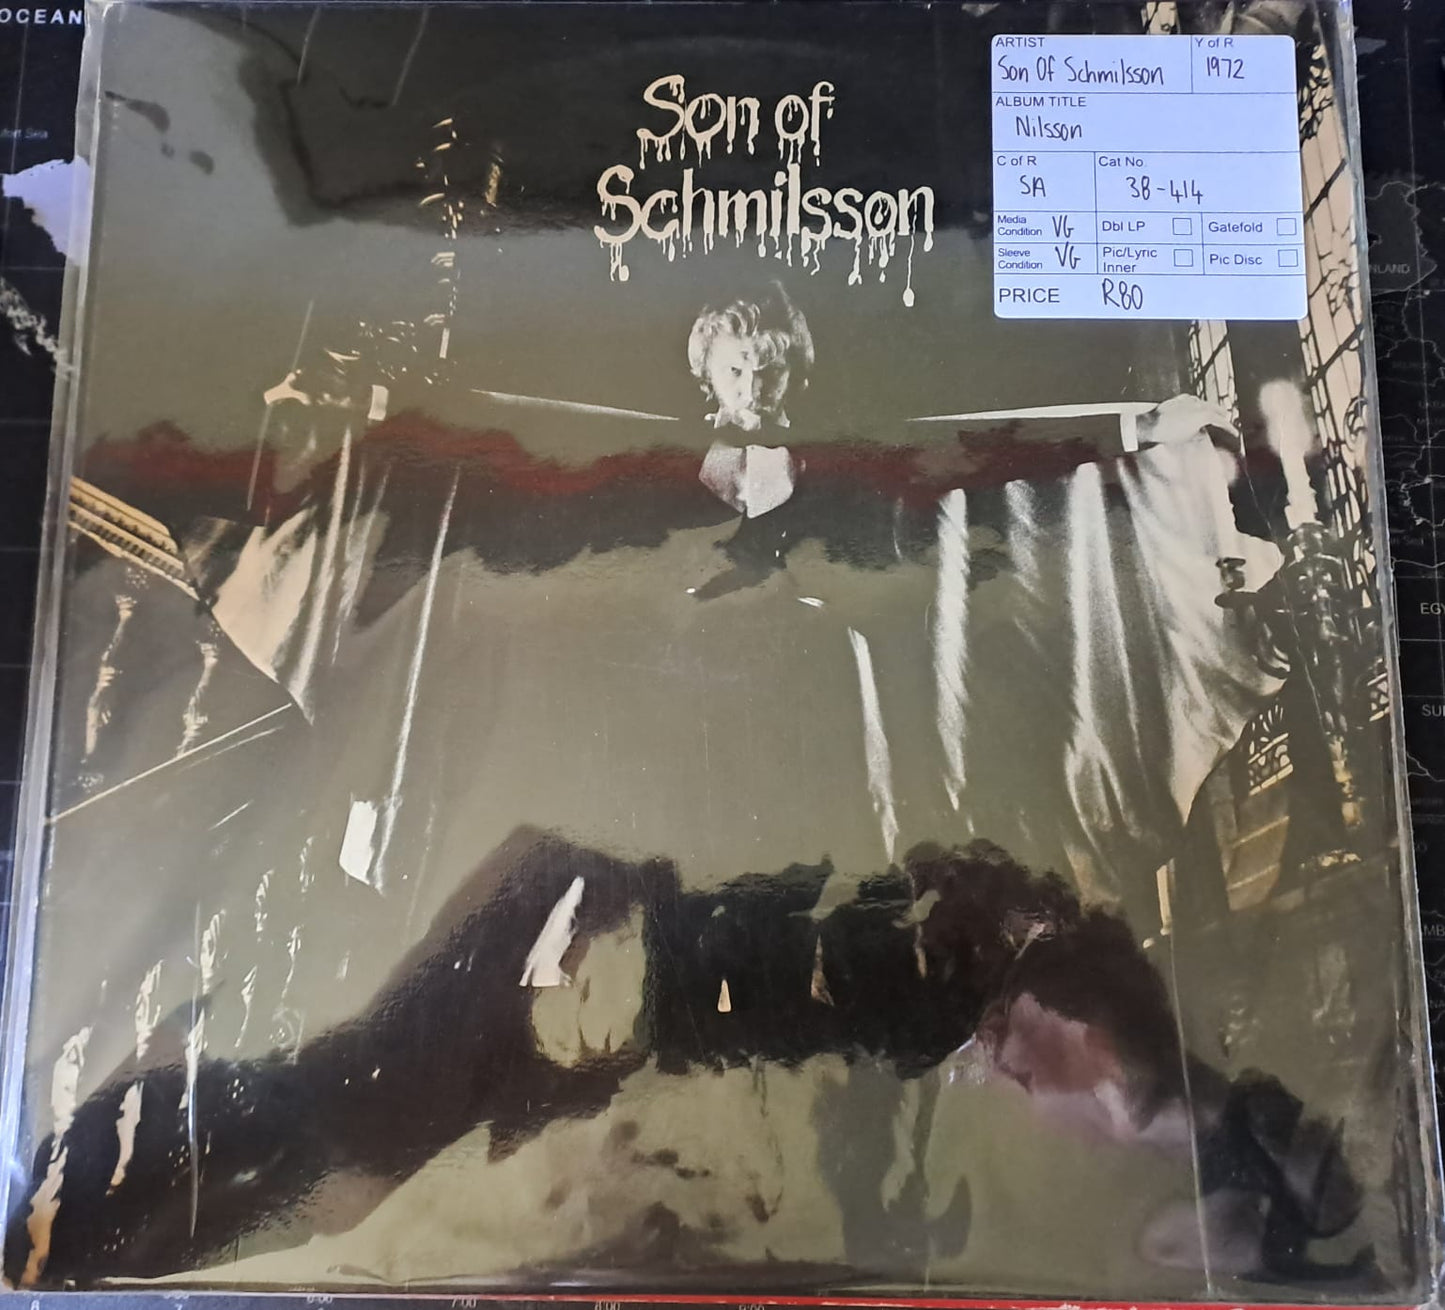 OCEAN
Son of
Schmilsson
ARTIST
Son Of Schmilsson
Y of R
1972
ALBUM TITLE
Nilsson
C of R
SA
Cat No.
38-414
Media
Condition VG
Dbl LP
Gatefold
Sleeve
Condition VG
Pic/Lyric
Inner
Pic Disc
PRICE R80